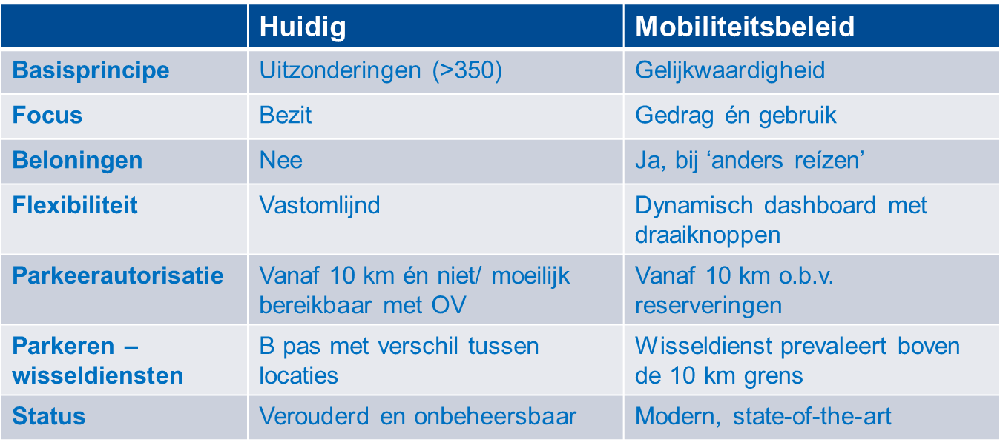 Huidig Mobiliteitsbeleid
Basisprincipe Uitzonderingen (>350) Gelijkwaardigheid
Focus Bezit Gedrag én gebruik
Beloningen Nee Ja, bij ‘anders reízen’
Flexibiliteit Vastomlijnd Dynamisch dashboard met
draaiknoppen
Parkeerautorisatie Vanaf 10 km én niet/ moeilijk Vanaf 10 km o.b.v.
bereikbaar met OV reserveringen
Parkeren – B pas met verschil tussen Wisseldienst prevaleert boven
wisseldiensten locaties de 10 km grens
Status Verouderd en onbeheersbaar Modern, state-of-the-art